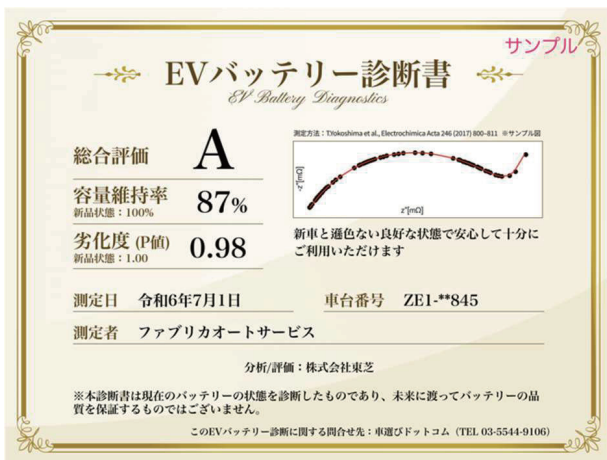 サンプル
EVバッテリー診断書
EV Battery Diagnostics
総合評価 A
測定方法：T.Yokoshima et al., Electrochimica Acta 246 (2017) 800–811 ※サンプル図
-z''[mΩ]
z'[mΩ]
容量維持率 87%
新品状態：100%
劣化度 (P値) 0.98
新品状態：1.00
新車と遜色ない良好な状態で安心して十分に
ご利用いただけます
測定日 令和6年7月1日 車台番号 ZE1-**845
測定者 ファブリカオートサービス
分析/評価：株式会社東芝
※本診断書は現在のバッテリーの状態を診断したものであり、未来に渡ってバッテリーの品
質を保証するものではございません。
このEVバッテリー診断に関する問合せ先：車選びドットコム（TEL 03-5544-9106）